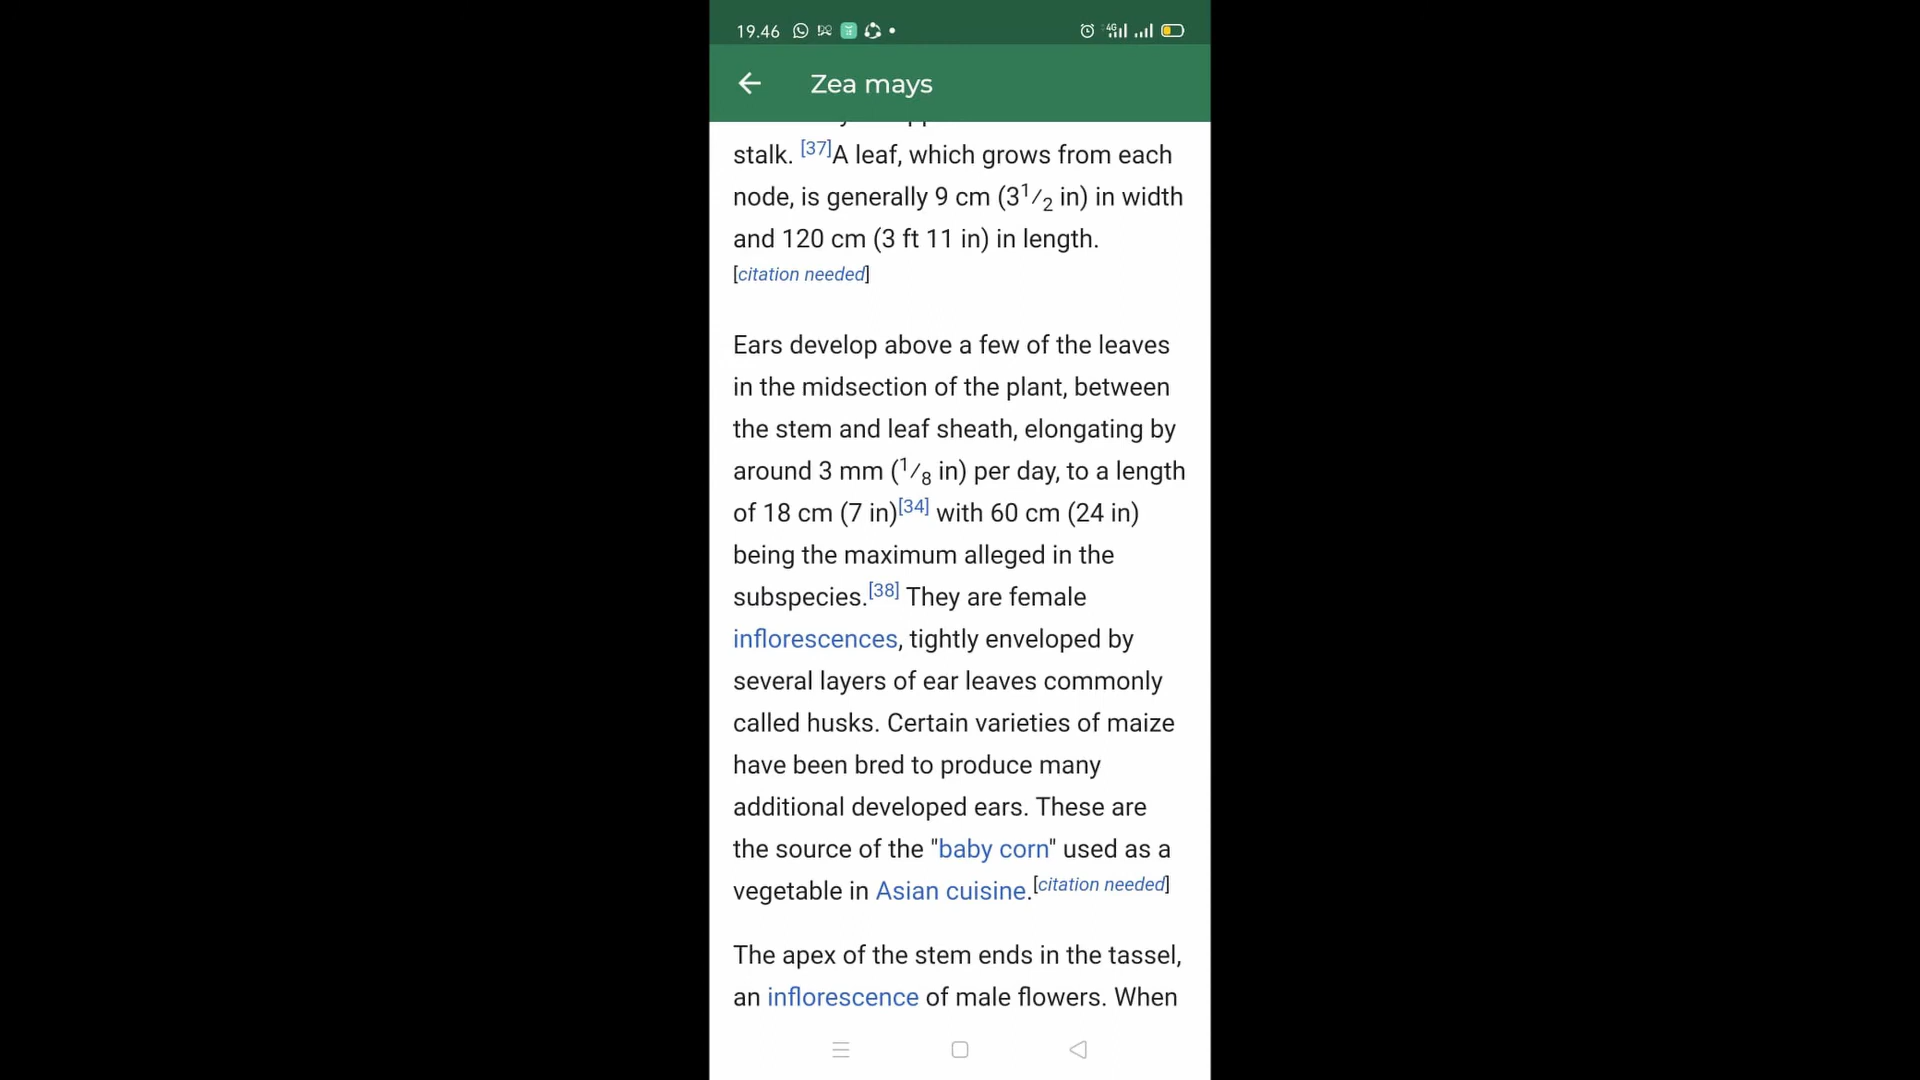 19.46
4G
Zea mays
stalk. [37]A leaf, which grows from each
node, is generally 9 cm (3 1⁄2 in) in width
and 120 cm (3 ft 11 in) in length.
[citation needed]
Ears develop above a few of the leaves
in the midsection of the plant, between
the stem and leaf sheath, elongating by
around 3 mm (1⁄8 in) per day, to a length
of 18 cm (7 in)[34] with 60 cm (24 in)
being the maximum alleged in the
subspecies.[38] They are female
inflorescences, tightly enveloped by
several layers of ear leaves commonly
called husks. Certain varieties of maize
have been bred to produce many
additional developed ears. These are
the source of the "baby corn" used as a
vegetable in Asian cuisine.[citation needed]
The apex of the stem ends in the tassel,
an inflorescence of male flowers. When